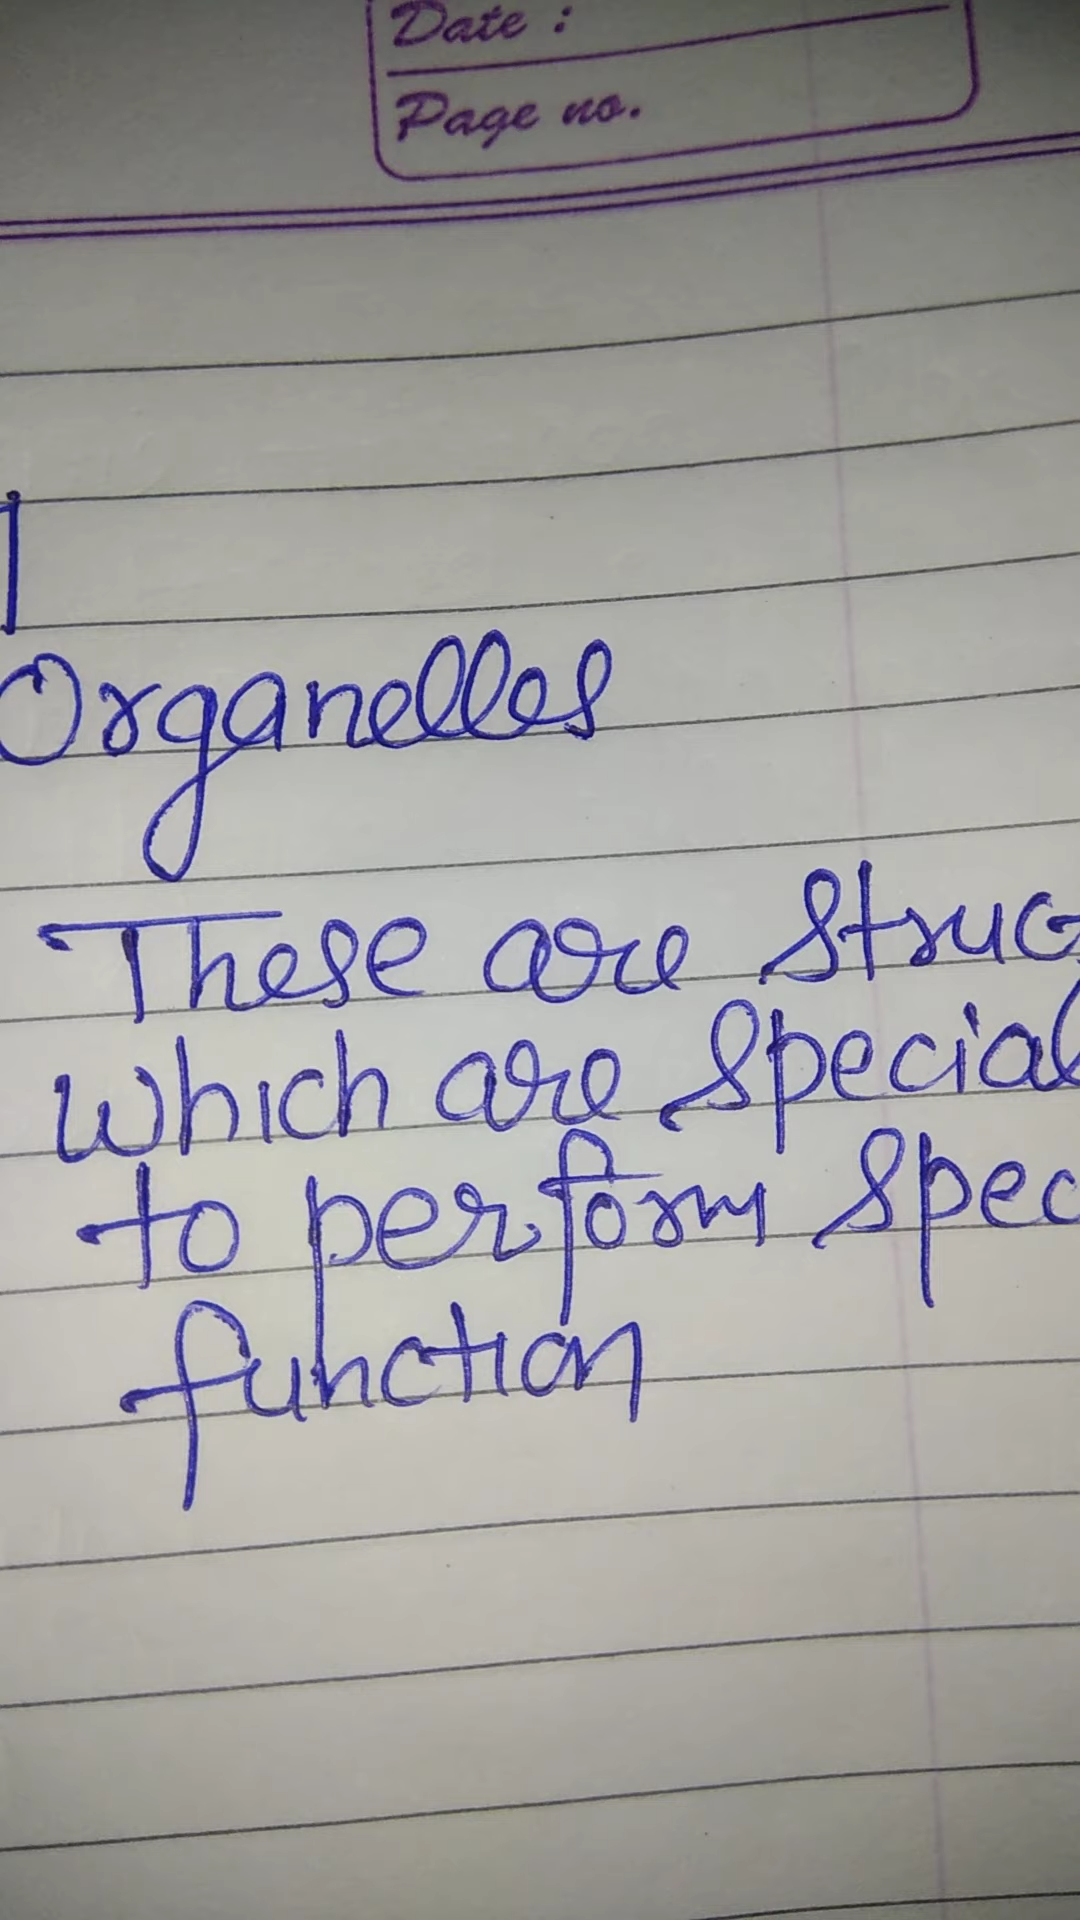 Date :
Page no.
Organelles
These are Struc
which are special
to perform spec
function